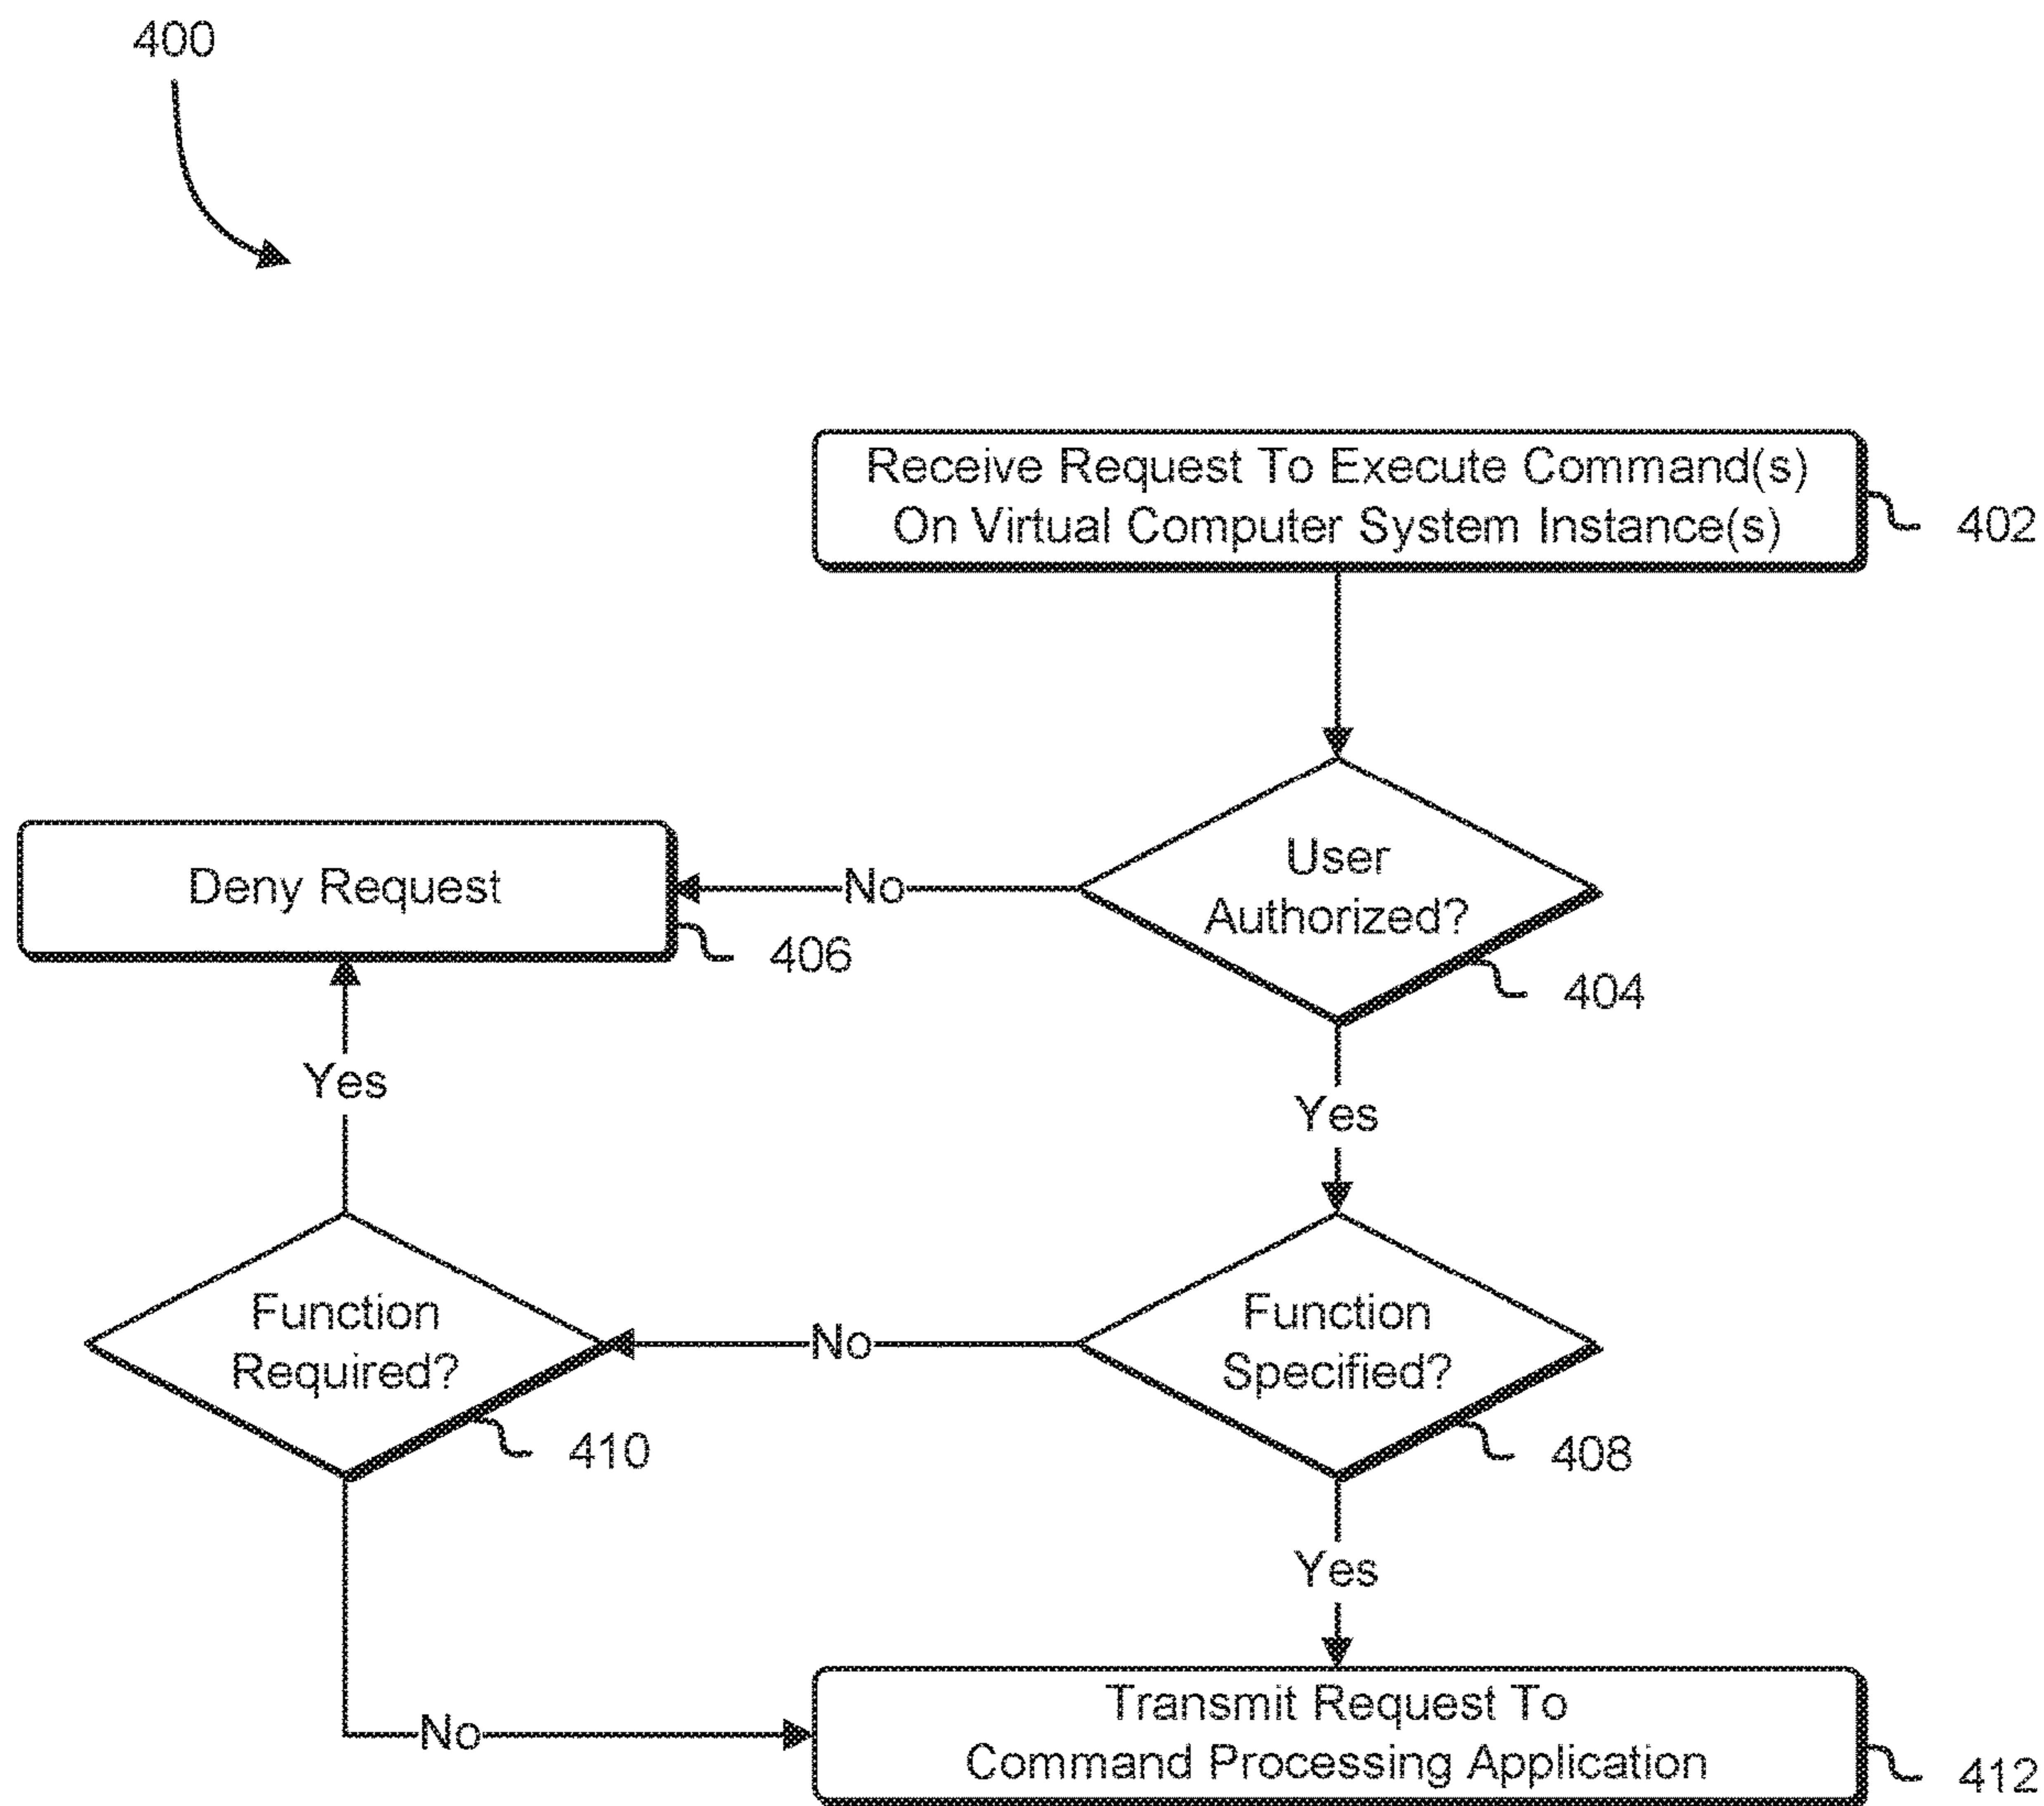 400
Receive Request To Execute Command(s)
On Virtual Computer System Instance(s)
402
User
Authorized?
404
No
Deny Request
406
Yes
Yes
Function
Specified?
408
No
Function
Required?
410
Yes
No
Transmit Request To
Command Processing Application
412